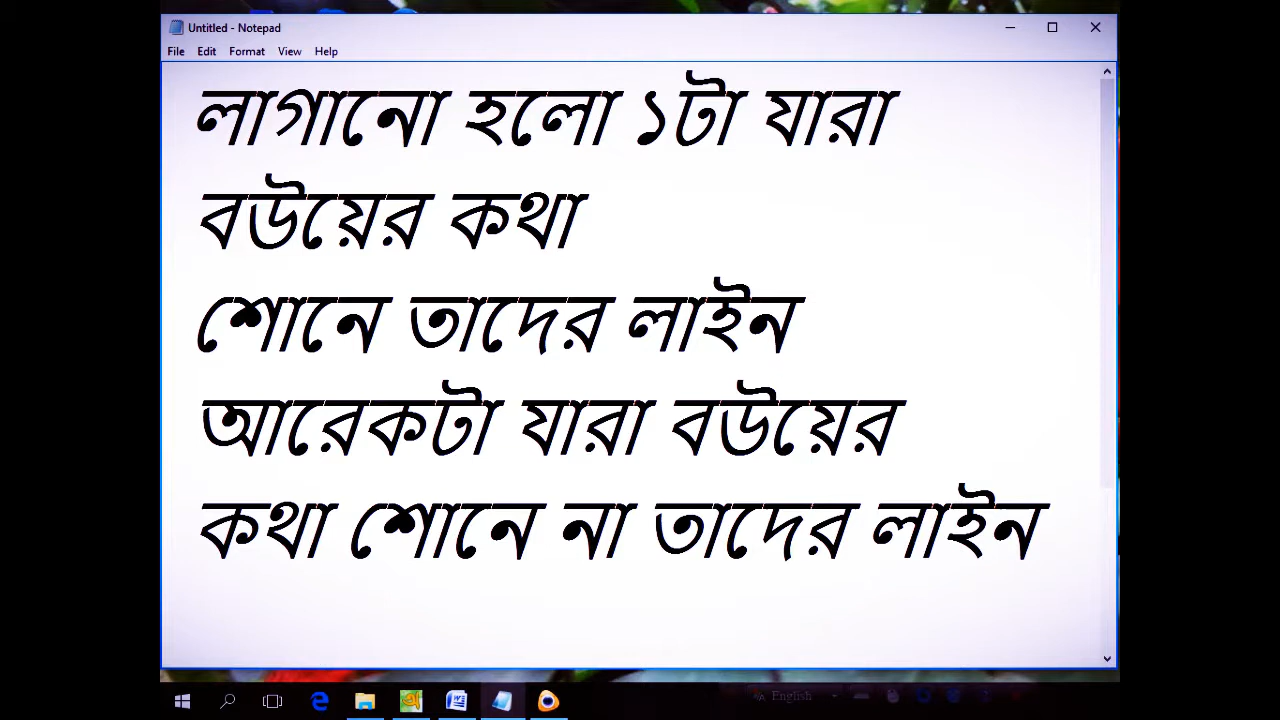 Untitled - Notepad
File Edit Format View Help
লাগানো হলো ১টা যারা
বউয়ের কথা
শোনে তাদের লাইন
আরেকটা যারা বউয়ের
কথা শোনে না তাদের লাইন
English